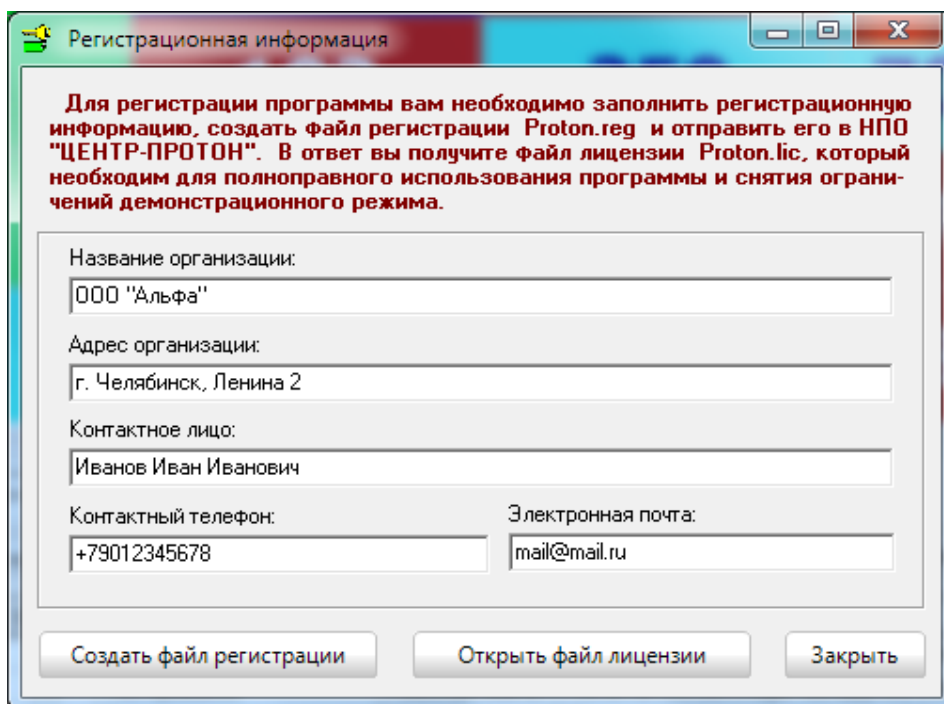 Регистрационная информация
Для регистрации программы вам необходимо заполнить регистрационную
информацию, создать файл регистрации Proton.reg и отправить его в НПО
"ЦЕНТР-ПРОТОН". В ответ вы получите файл лицензии Proton.lic, который
необходим для полноправного использования программы и снятия ограни-
чений демонстрационного режима.
Название организации:
ООО "Альфа"
Адрес организации:
г. Челябинск, Ленина 2
Контактное лицо:
Иванов Иван Иванович
Контактный телефон:
Электронная почта:
+79012345678
mail@mail.ru
Создать файл регистрации
Открыть файл лицензии
Закрыть